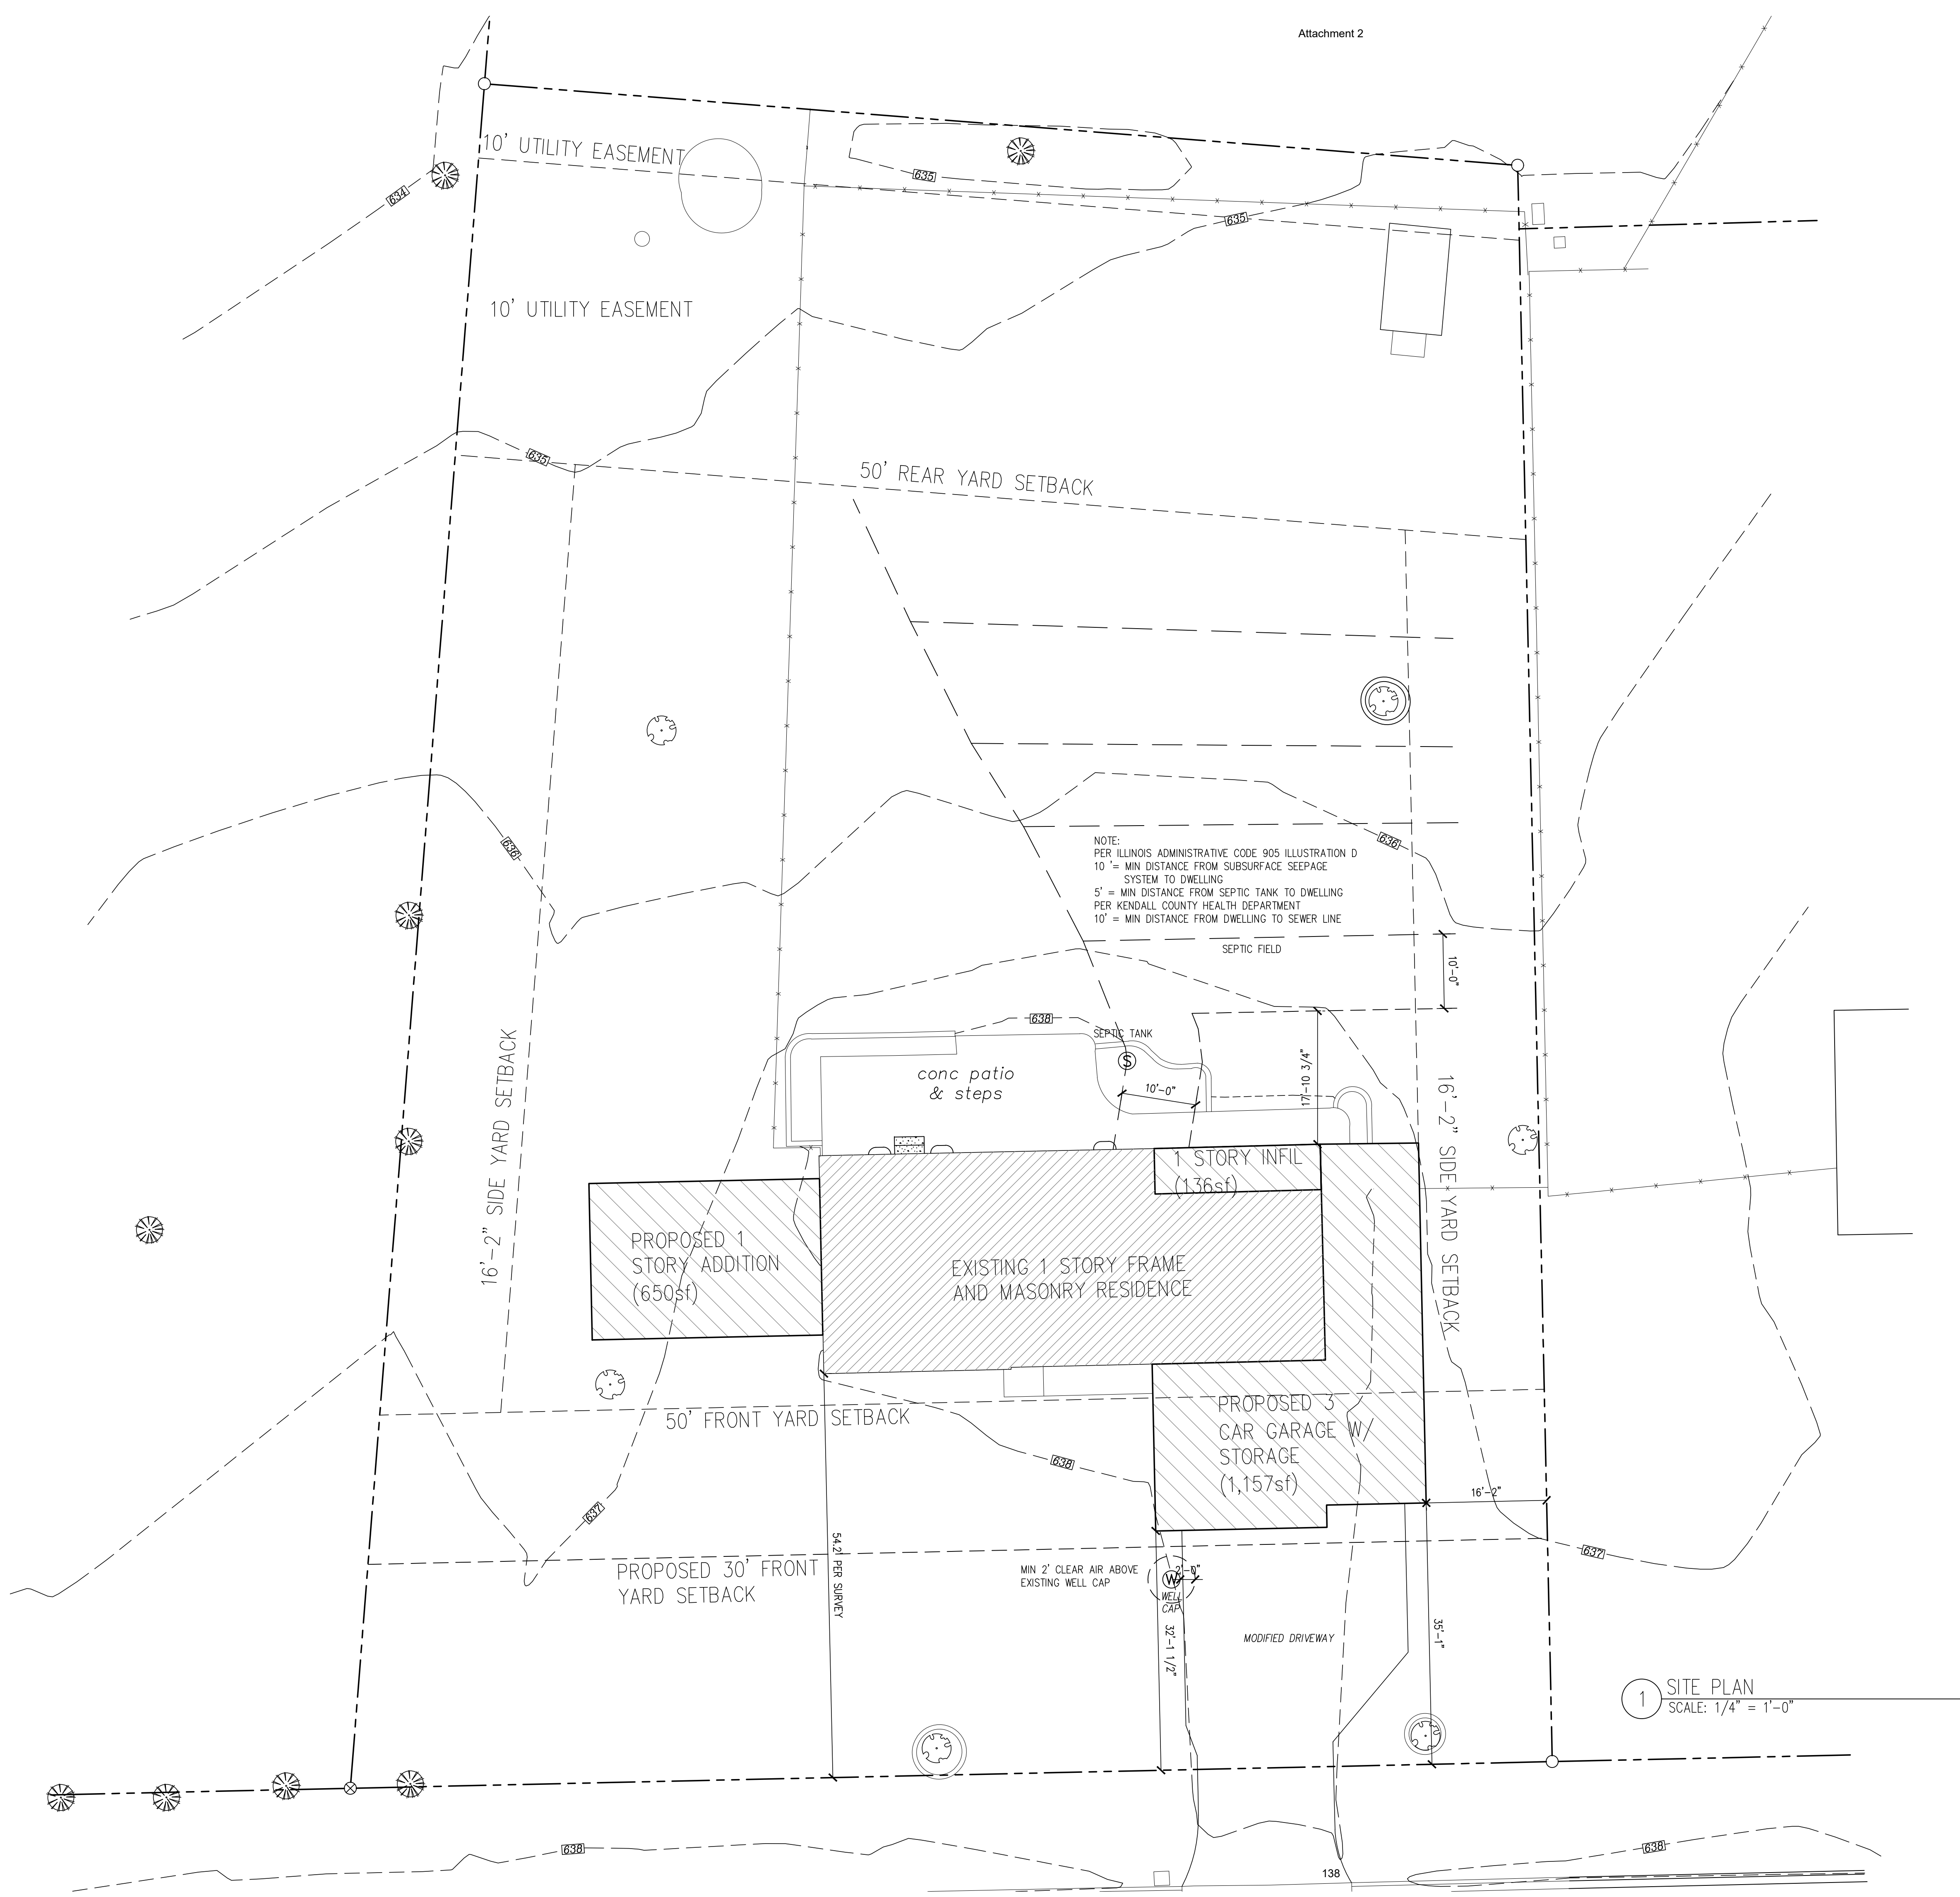 Attachment 2
10' UTILITY EASEMENT
634
635
635
10' UTILITY EASEMENT
635
50' REAR YARD SETBACK
636
NOTE:
PER ILLINOIS ADMINISTRATIVE CODE 905 ILLUSTRATION D
10 '= MIN DISTANCE FROM SUBSURFACE SEEPAGE
SYSTEM TO DWELLING
5' = MIN DISTANCE FROM SEPTIC TANK TO DWELLING
PER KENDALL COUNTY HEALTH DEPARTMENT
10' = MIN DISTANCE FROM DWELLING TO SEWER LINE
636
SEPTIC FIELD
10'-0"
638
SEPTIC TANK
S
conc patio
& steps
10'-0"
17'-10 3/4"
16'-2" SIDE YARD SETBACK
16'-2" SIDE YARD SETBACK
1 STORY INFIL
(136sf)
PROPOSED 1
STORY ADDITION
(650sf)
EXISTING 1 STORY FRAME
AND MASONRY RESIDENCE
50' FRONT YARD SETBACK
PROPOSED 3
CAR GARAGE W/
STORAGE
(1,157sf)
638
16'-2"
637
637
54.2' PER SURVEY
PROPOSED 30' FRONT
YARD SETBACK
MIN 2' CLEAR AIR ABOVE
EXISTING WELL CAP
W
2'-0"
WELL
CAP
32'-1 1/2"
MODIFIED DRIVEWAY
35'-1"
1
SITE PLAN
SCALE: 1/4" = 1'-0"
638
638
138